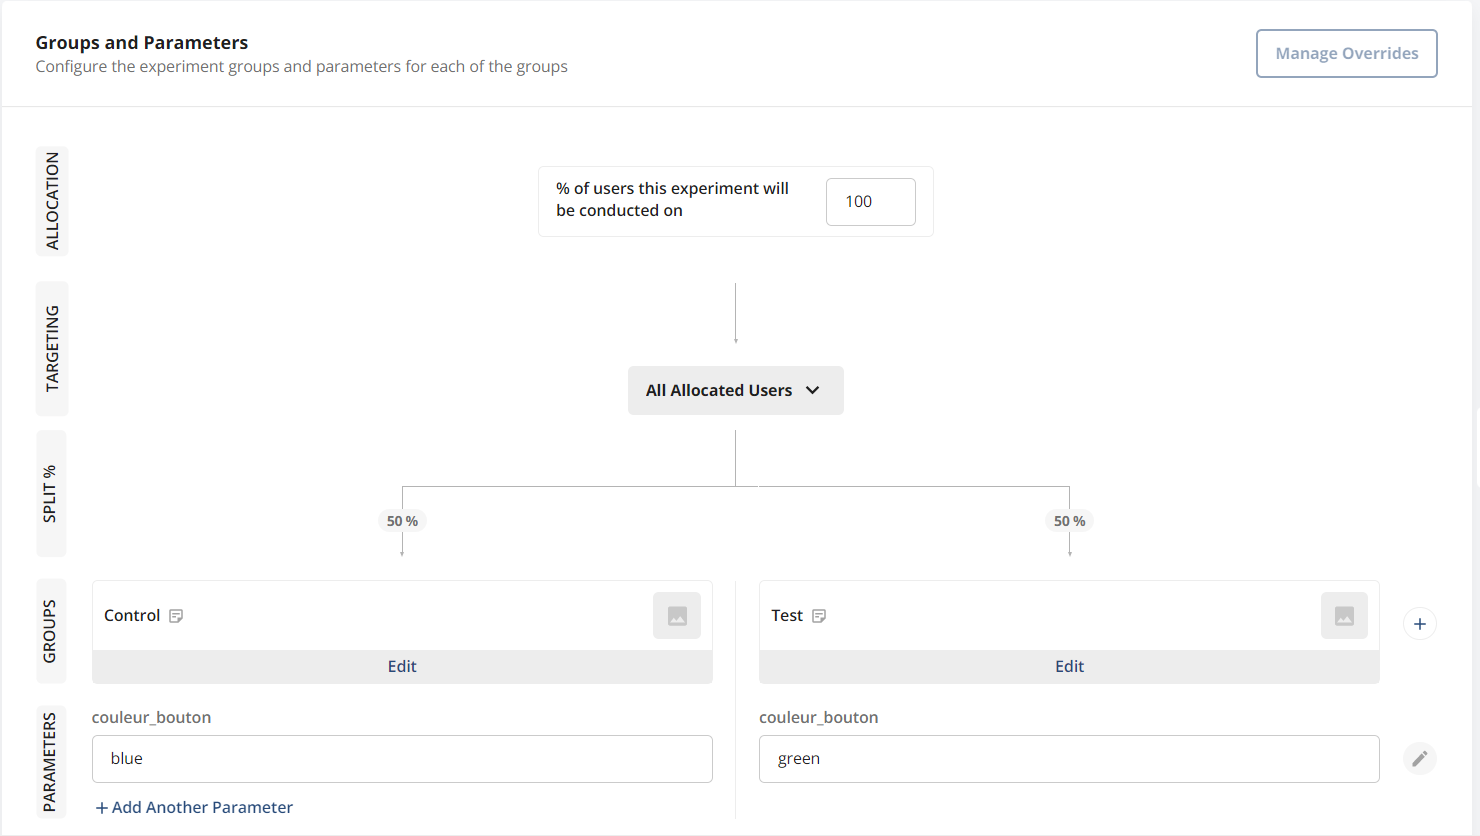 Groups and Parameters
Configure the experiment groups and parameters for each of the groups
Manage Overrides
ALLOCATION
% of users this experiment will
be conducted on
100
TARGETING
All Allocated Users
SPLIT %
50 %
50 %
GROUPS
Control
Test
Edit
Edit
PARAMETERS
couleur_bouton
couleur_bouton
blue
green
+ Add Another Parameter